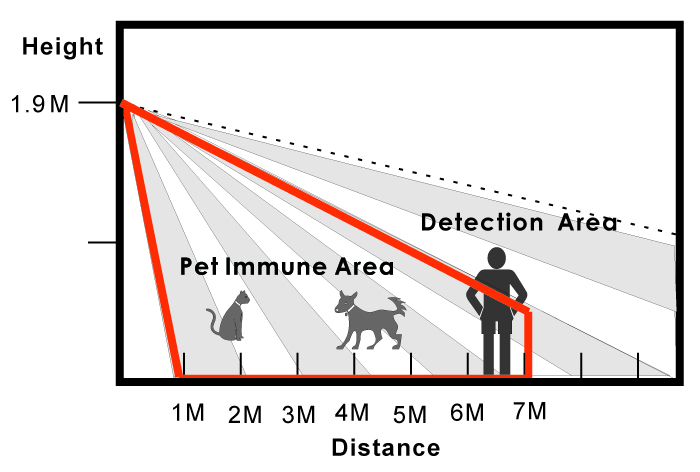 Height
1.9M
Detection Area
Pet Immune Area
1M 2M 3M 4M 5M 6M 7M
Distance